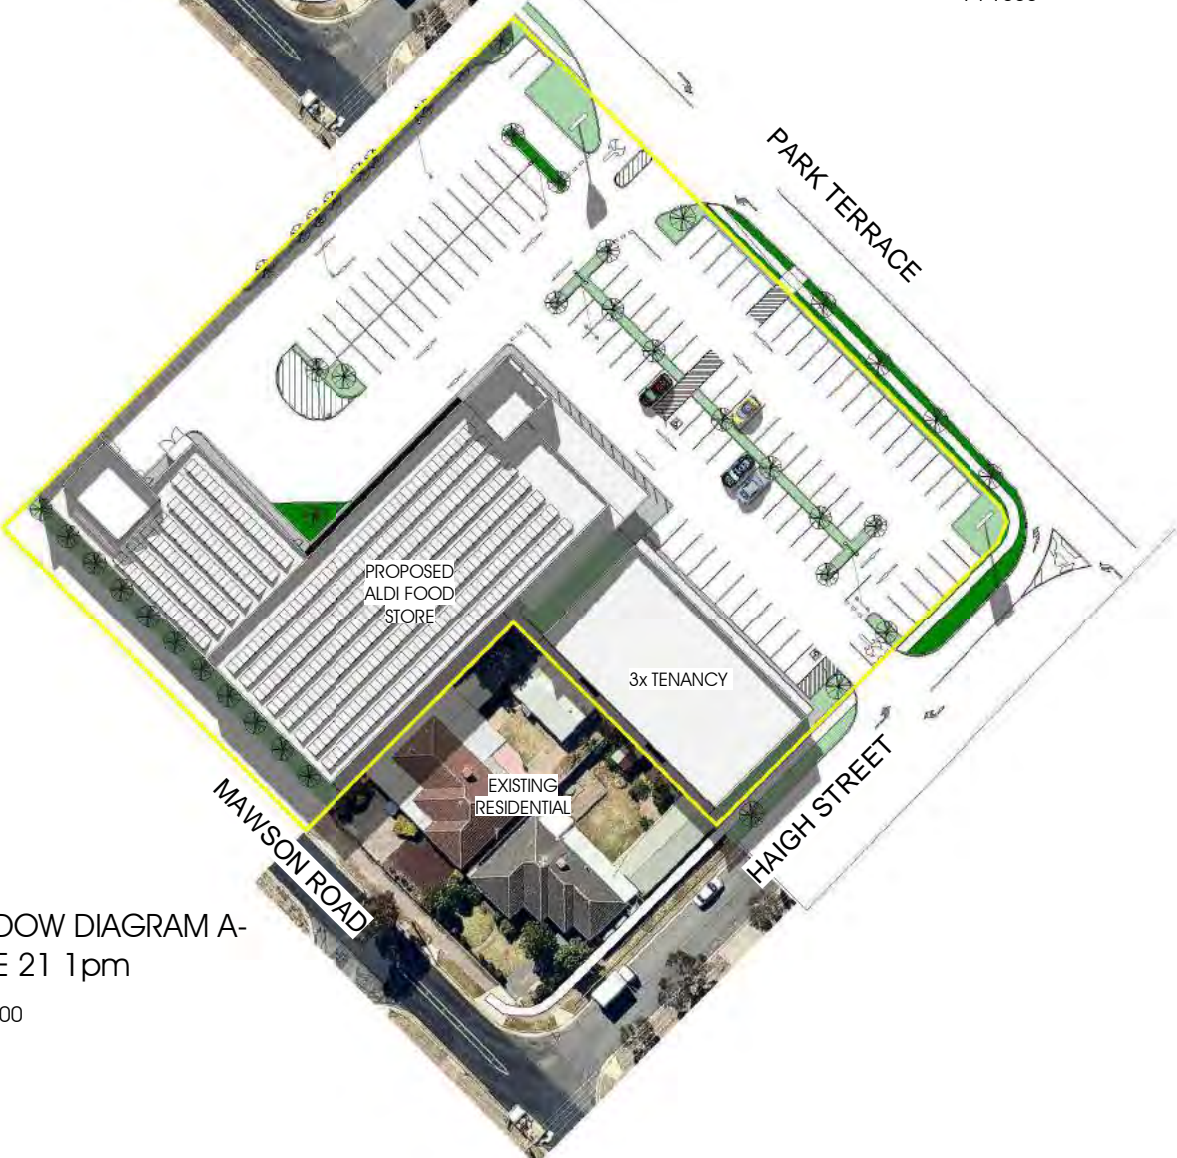 PARK TERRACE
PROPOSED
ALDI FOOD
STORE
3x TENANCY
EXISTING
RESIDENTIAL
MAWSON ROAD
HAIGH STREET
DOW DIAGRAM A-
E 21 1pm
00